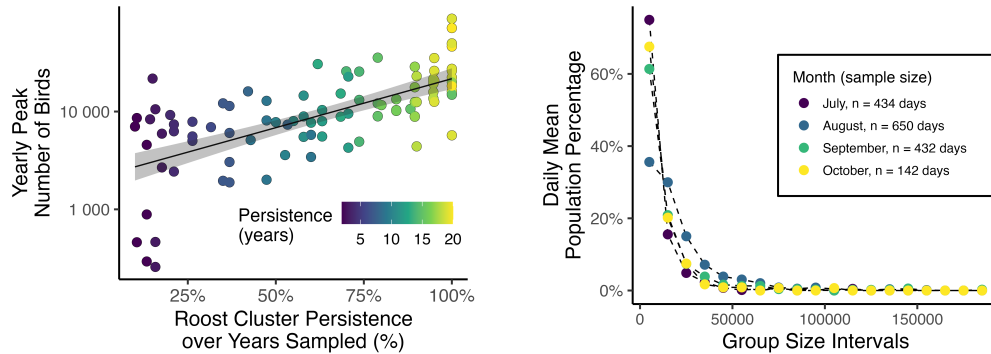 Yearly Peak
Number of Birds
10 000
1 000
Persistence
(years)
5 10 15 20
25% 50% 75% 100%
Roost Cluster Persistence
over Years Sampled (%)
Daily Mean
Population Percentage
60%
40%
20%
0%
Month (sample size)
July, n = 434 days
August, n = 650 days
September, n = 432 days
October, n = 142 days
0 50000 100000 150000
Group Size Intervals